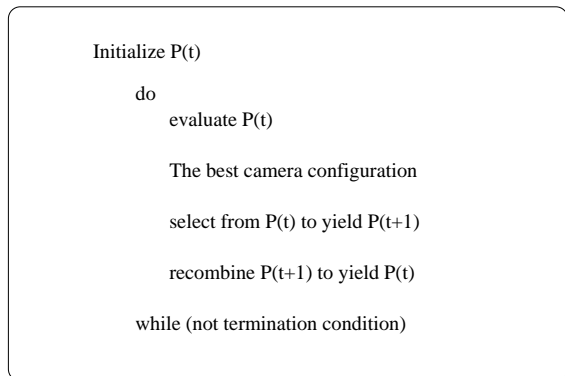 Initialize P(t)
do
evaluate P(t)
The best camera configuration
select from P(t) to yield P(t+1)
recombine P(t+1) to yield P(t)
while (not termination condition)